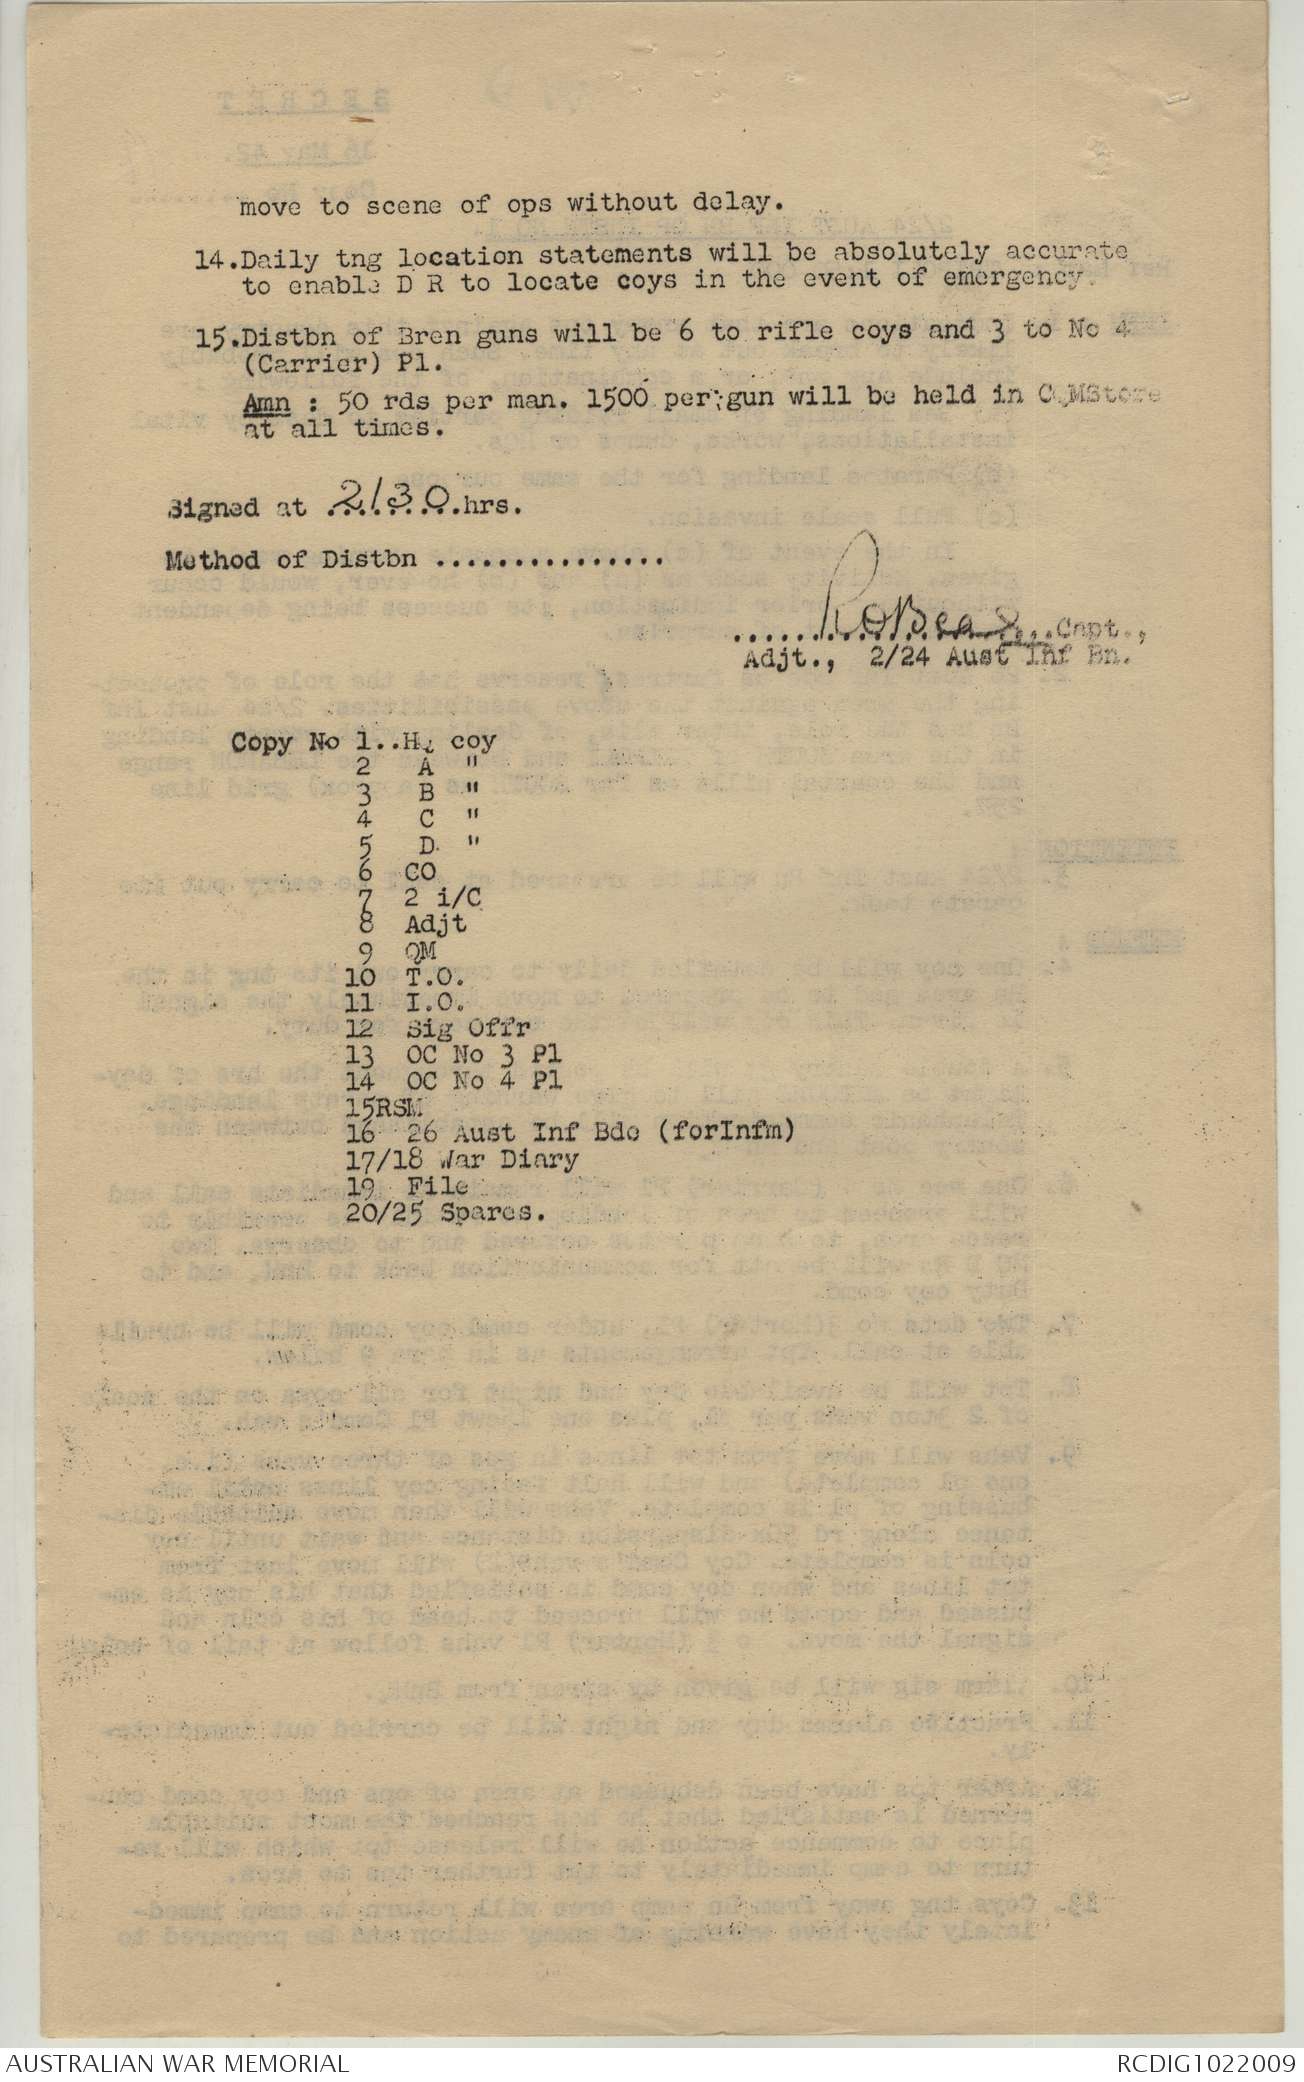 move to scene of ops without delay.
14.Daily tng location statements will be absolutely accurate
to enable D R to locate coys in the event of emergency.
15.Distbn of Bren guns will be 6 to rifle coys and 3 to No 4
(Carrier) Pl.
Amn : 50 rds per man. 1500 per gun will be held in CQMStore
at all times.
Signed at 2130 hrs.
Method of Distbn ...............
Capt.,
Adjt., 2/24 Aust Inf Bn.
Copy No 1..Hq coy
2 A "
3 B "
4 C "
5 D "
6 CO
7 2 i/C
8 Adjt
9 QM
10 T.O.
11 I.O.
12 Sig Offr
13 OC No 3 Pl
14 OC No 4 Pl
15RSM
16 26 Aust Inf Bde (forInfm)
17/18 War Diary
19 File
20/25 Spares.
AUSTRALIAN WAR MEMORIAL
RCDIG1022009